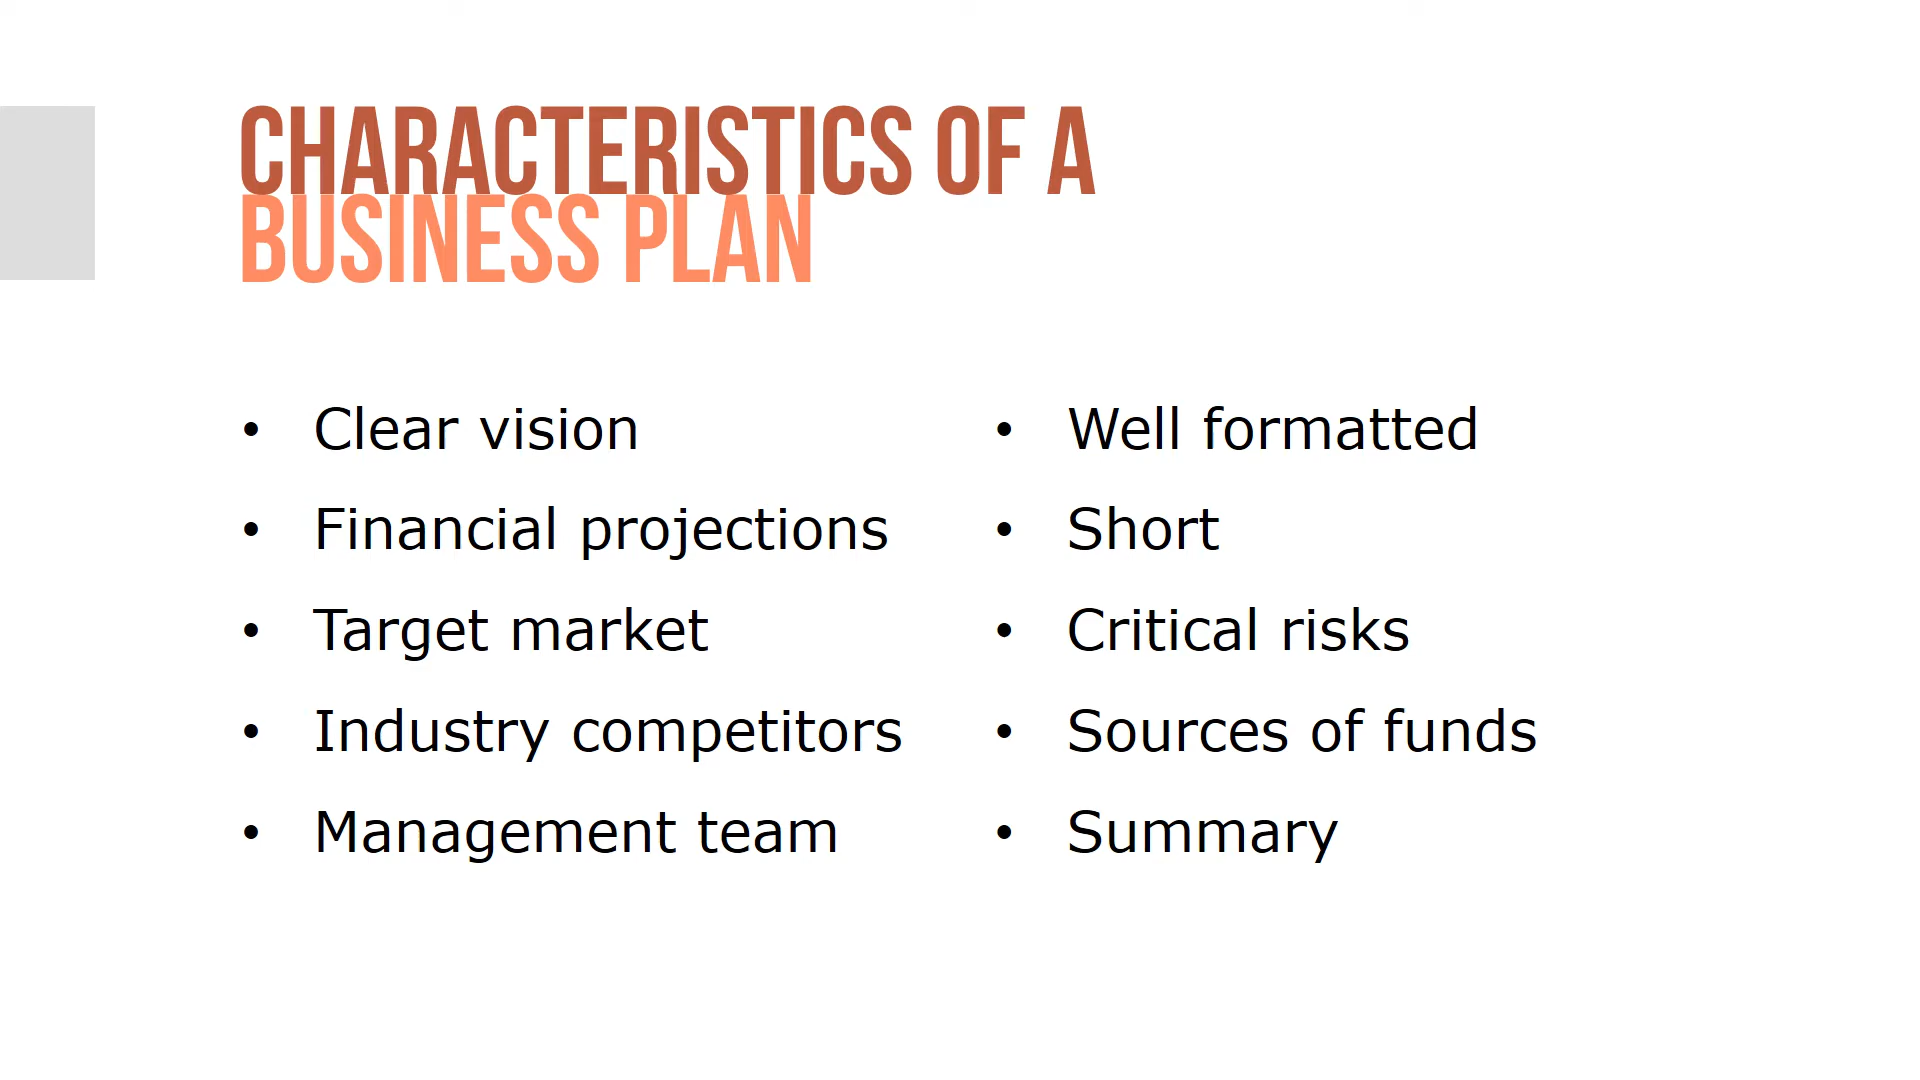 CHARACTERISTICS OF A
BUSINESS PLAN
• Clear vision
• Financial projections
• Target market
• Industry competitors
• Management team
• Well formatted
• Short
• Critical risks
• Sources of funds
• Summary